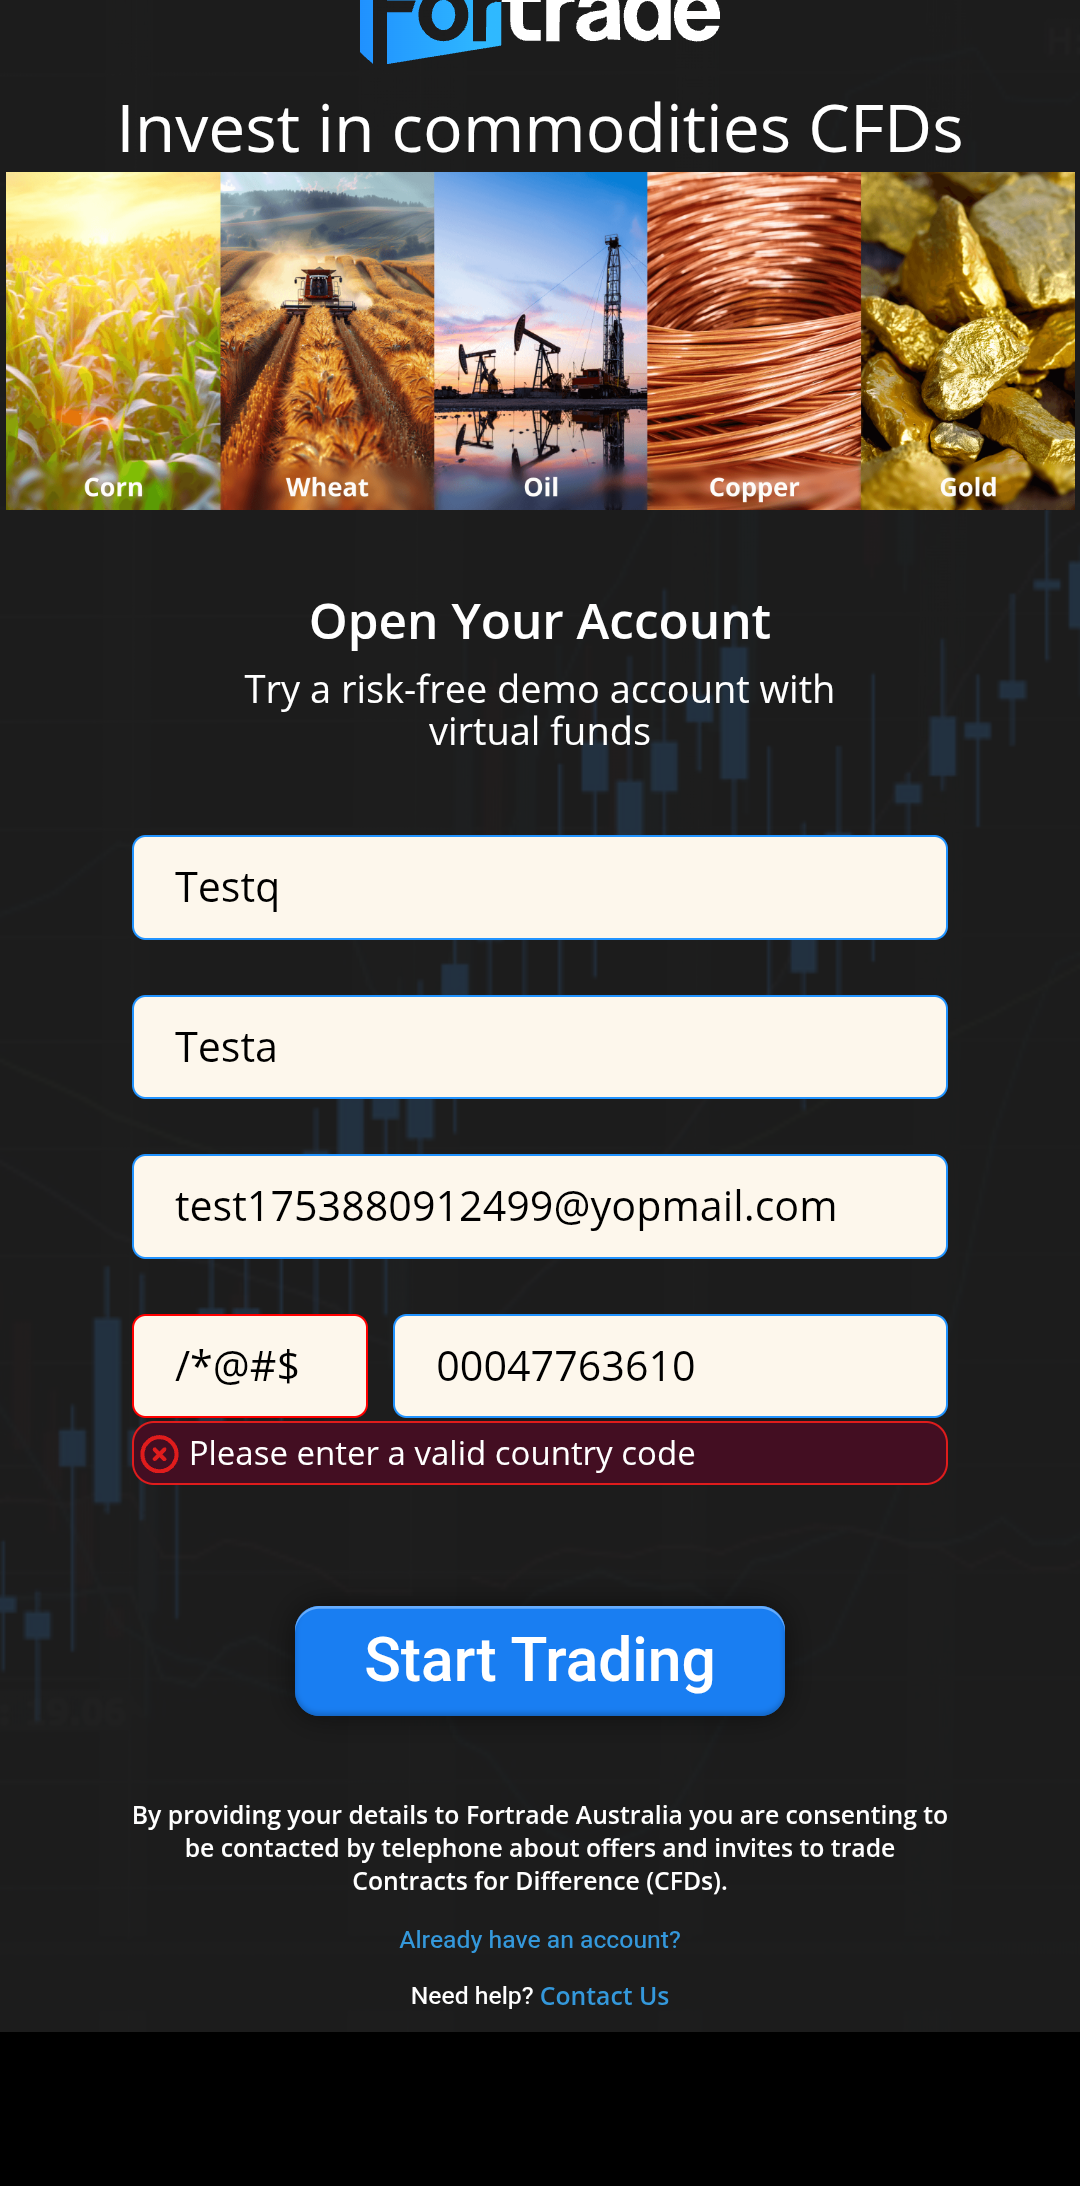 Fortrade
Invest in commodities CFDs
Corn
Wheat
Oil
Copper
Gold
Open Your Account
Try a risk-free demo account with
virtual funds
Testq
Testa
test1753880912499@yopmail.com
/*@#$
00047763610
Please enter a valid country code
Start Trading
By providing your details to Fortrade Australia you are consenting to
be contacted by telephone about offers and invites to trade
Contracts for Difference (CFDs).
Already have an account?
Need help? Contact Us